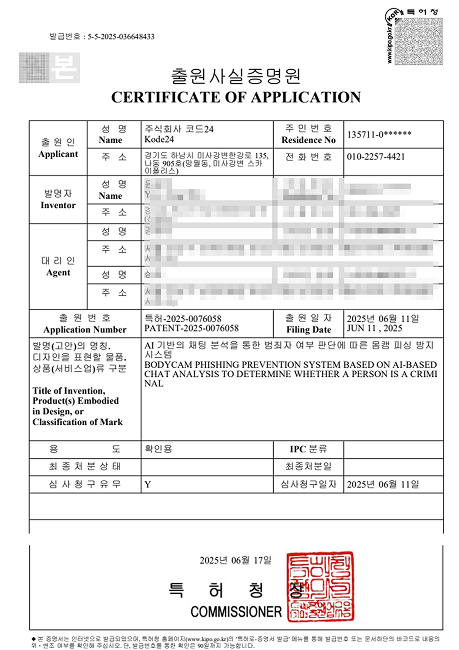 특허청
www.kipo.go.kr
발급번호 : 5-5-2025-036648433
본
출원사실증명원
CERTIFICATE OF APPLICATION
출 원 인
Applicant
성 명
Name
주식회사 코드24
Kode24
주 민 번 호
Residence No
135711-0******
주 소
경기도 하남시 미사강변한강로 135,
나동 905호(망월동, 미사강변 스카
이폴리스)
전 화 번 호
010-2257-4421
발명자
Inventor
성 명
Name
주 소
대 리 인
Agent
성 명
주 소
성 명
주 소
출 원 번 호
Application Number
특허-2025-0076058
PATENT-2025-0076058
출 원 일 자
Filing Date
2025년 06월 11일
JUN 11 , 2025
발명(고안)의 명칭.
디자인을 표현할 물품.
상품(서비스업)류 구분
Title of Invention,
Product(s) Embodied
in Design, or
Classification of Mark
AI 기반의 채팅 분석을 통한 범죄자 여부 판단에 따른 몸캠 피싱 방지
시스템
BODYCAM PHISHING PREVENTION SYSTEM BASED ON AI-BASED
CHAT ANALYSIS TO DETERMINE WHETHER A PERSON IS A CRIMI
NAL
용 도
확인용
IPC 분류
최 종 처 분 상 태
최종처분일
심 사 청 구 유 무
Y
심사청구일자
2025년 06월 11일
2025년 06월 17일
특 허 청 장
COMMISSIONER
◆ 본 증명서는 인터넷으로 발급되었으며, 특허청 홈페이지(www.kipo.go.kr)의 '특허로-증명서 발급' 메뉴를 통해 발급번호 또는 문서하단의 바코드로 내용의
위 · 변조 여부를 확인해 주십시오. 단, 발급번호를 통한 확인은 90일까지 가능합니다.